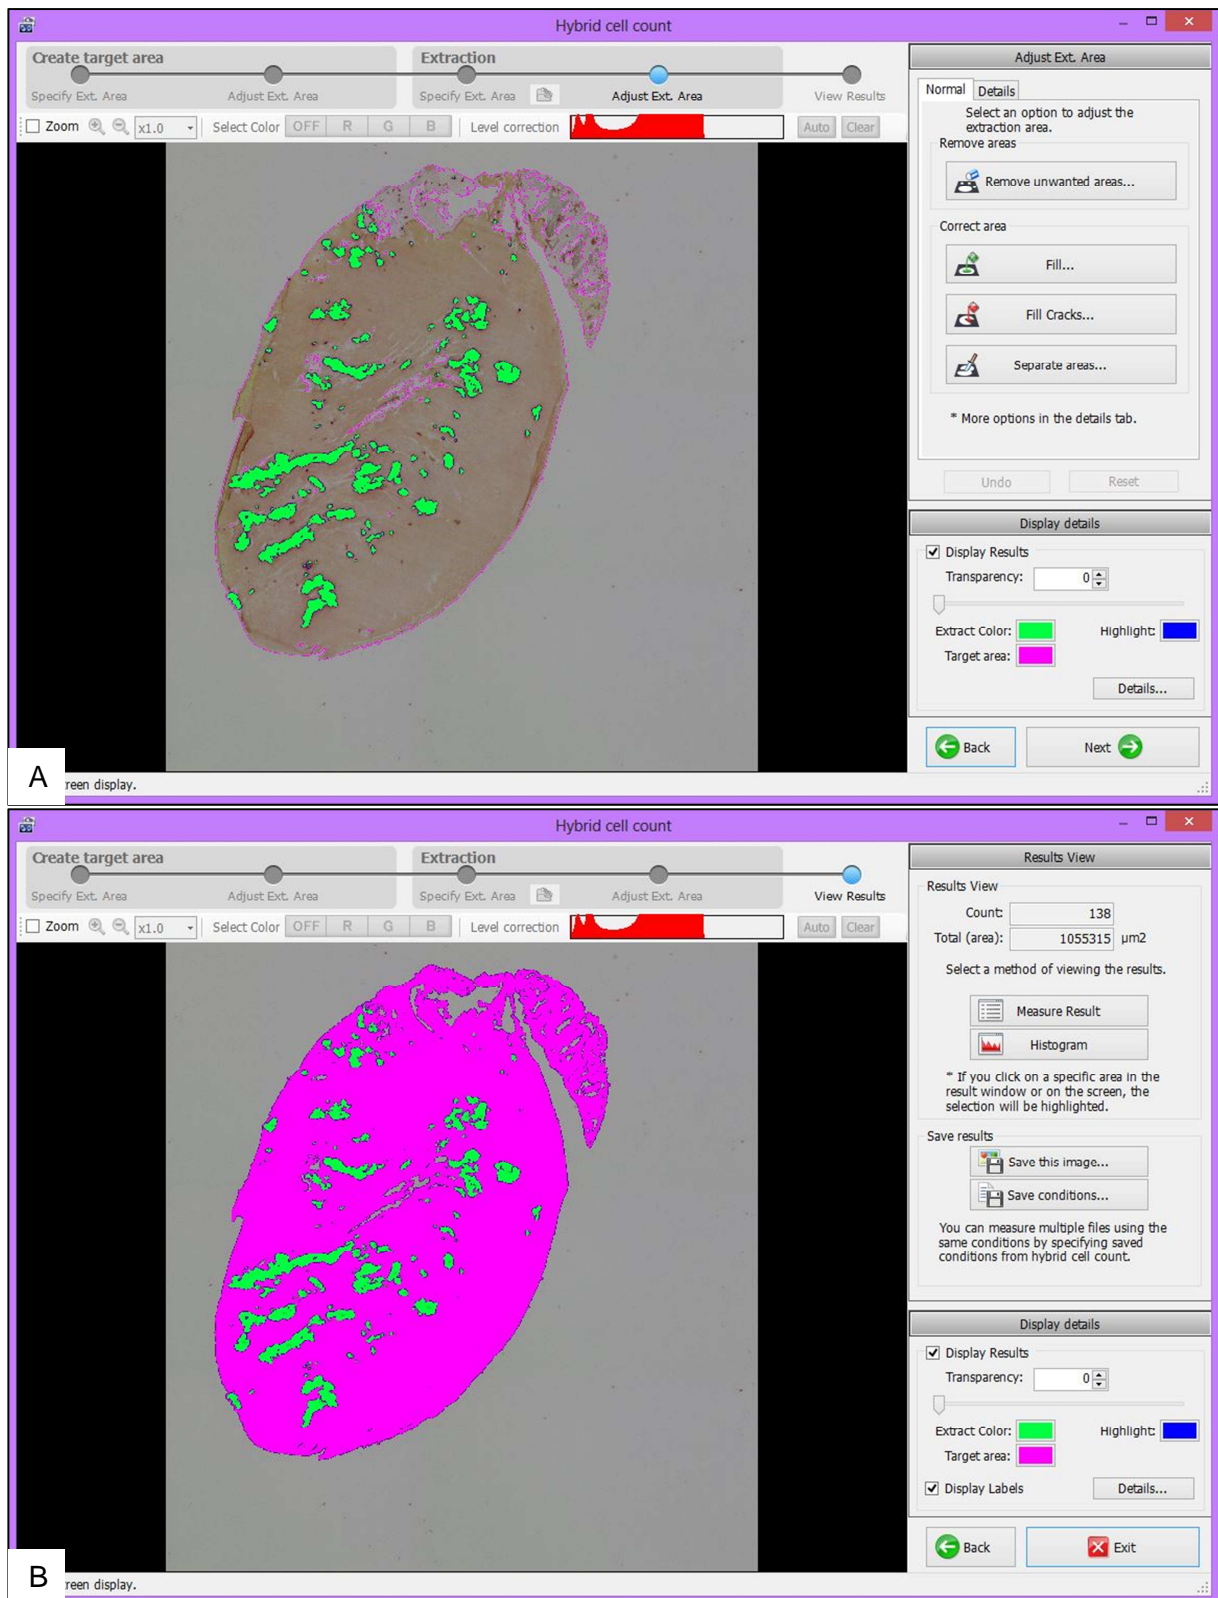 Hybrid cell count
Create target area
Extraction
Specify Ext. Area
Adjust Ext. Area
Specify Ext. Area
Adjust Ext. Area
View Results
Zoom
x1.0
Select Color
OFF
R
G
B
Level correction
Auto
Clear
Adjust Ext. Area
Normal
Details
Select an option to adjust the
extraction area.
Remove areas
Remove unwanted areas...
Correct area
Fill...
Fill Cracks...
Separate areas...
* More options in the details tab.
Undo
Reset
Display details
Display Results
Transparency:
0
Extract Color:
Highlight:
Target area:
Details...
Back
Next
A
reen display.
Hybrid cell count
Create target area
Extraction
Specify Ext. Area
Adjust Ext. Area
Specify Ext. Area
Adjust Ext. Area
View Results
Zoom
x1.0
Select Color
OFF
R
G
B
Level correction
Auto
Clear
Results View
Results View
Count:
138
Total (area):
1055315
µm2
Select a method of viewing the results.
Measure Result
Histogram
* If you click on a specific area in the
result window or on the screen, the
selection will be highlighted.
Save results
Save this image...
Save conditions...
You can measure multiple files using the
same conditions by specifying saved
conditions from hybrid cell count.
Display details
Display Results
Transparency:
0
Extract Color:
Highlight:
Target area:
Display Labels
Details...
Back
Exit
B
reen display.